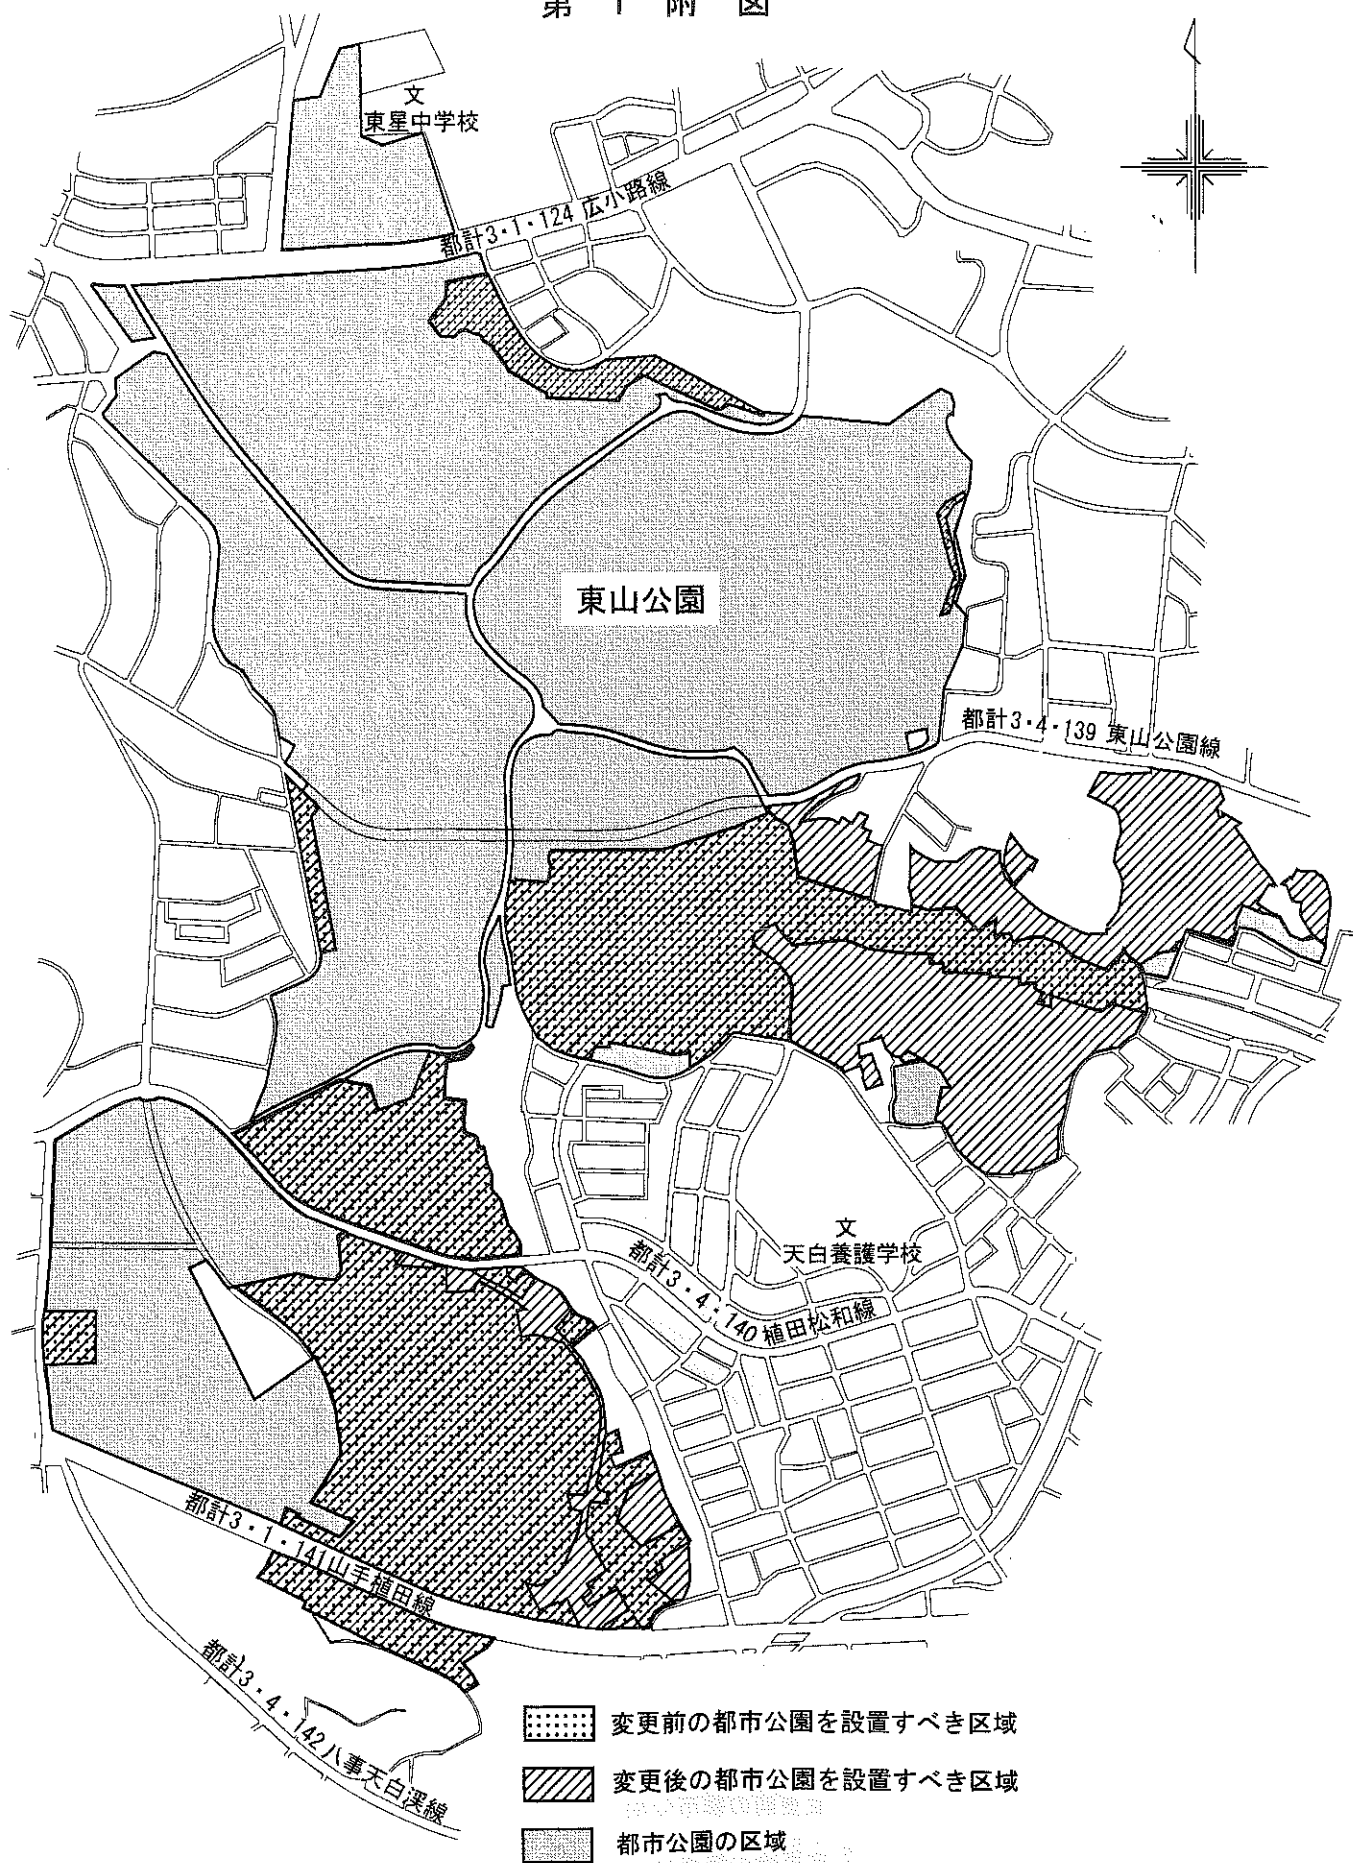 第 1 附 図
文
東星中学校
都計3・1・124 広小路線
東山公園
都計3・4・139 東山公園線
文
天白養護学校
都計3・4・140 植田松和線
都計3・1・141 山手植田線
都計3・4・142 八事天白渓線
変更前の都市公園を設置すべき区域
変更後の都市公園を設置すべき区域
都市公園の区域